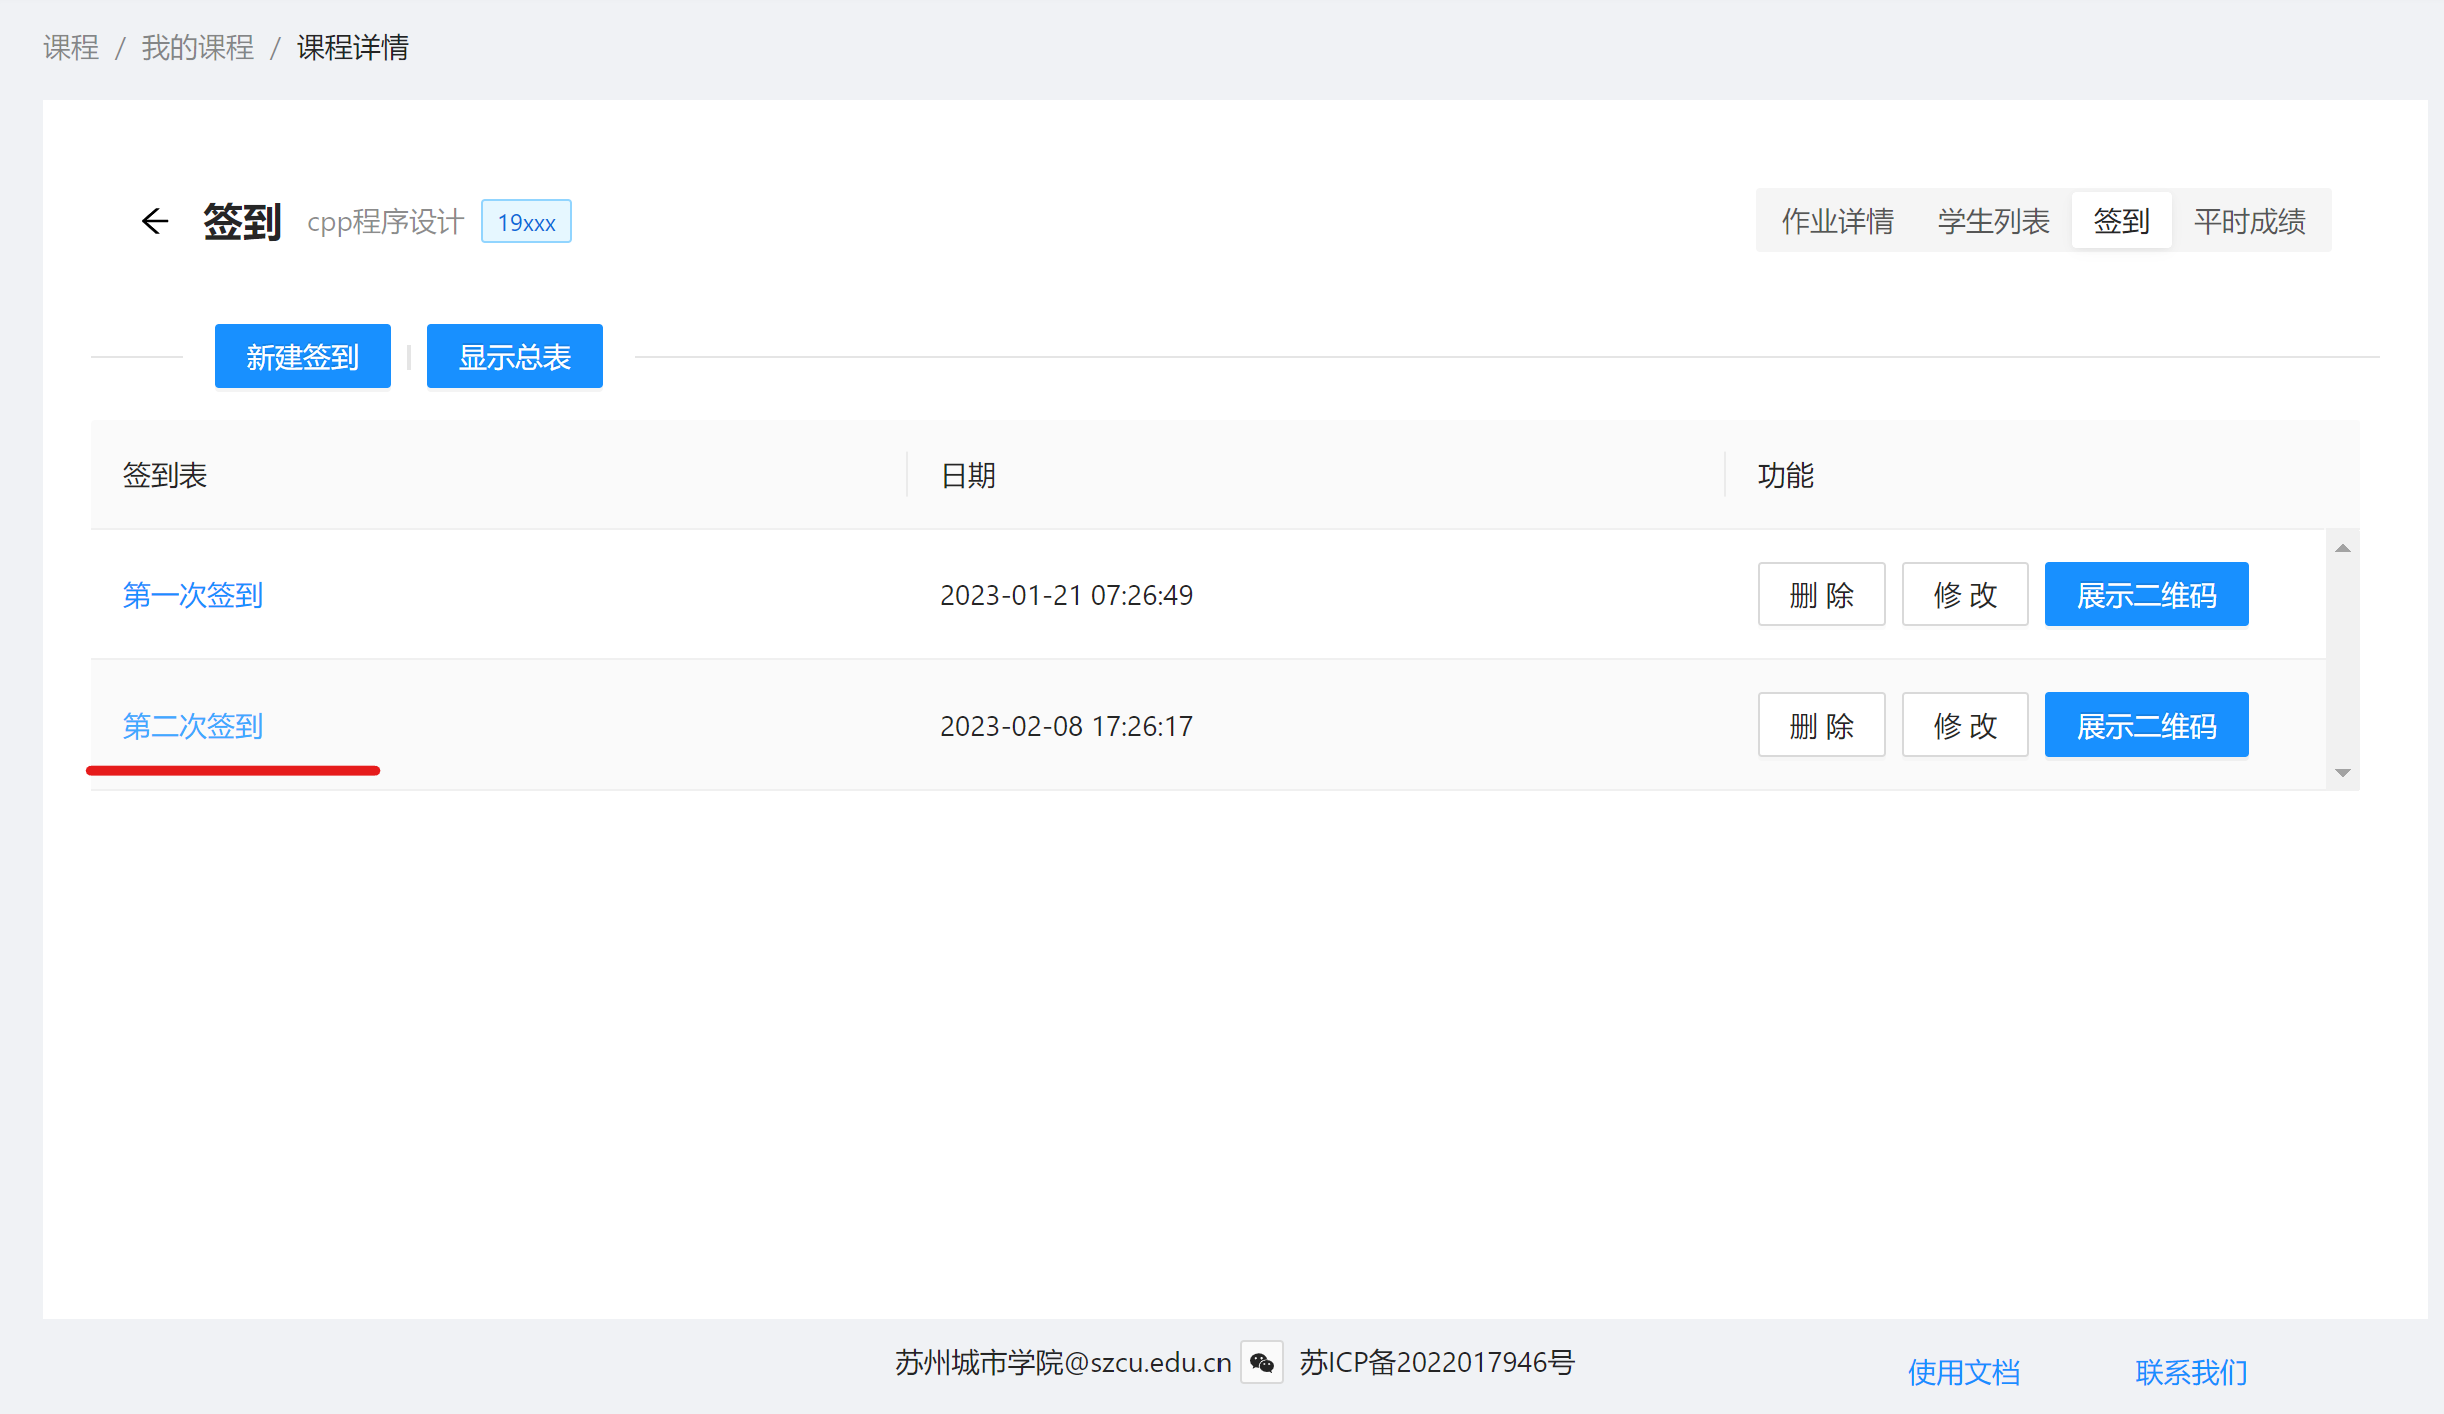 课程 / 我的课程 / 课程详情
签到 cpp程序设计 19xxx 作业详情 学生列表 签到 平时成绩
新建签到 显示总表
签到表 日期 功能
第一次签到 2023-01-21 07:26:49 删 除 修 改 展示二维码
第二次签到 2023-02-08 17:26:17 删 除 修 改 展示二维码
苏州城市学院@szcu.edu.cn 苏ICP备2022017946号 使用文档 联系我们